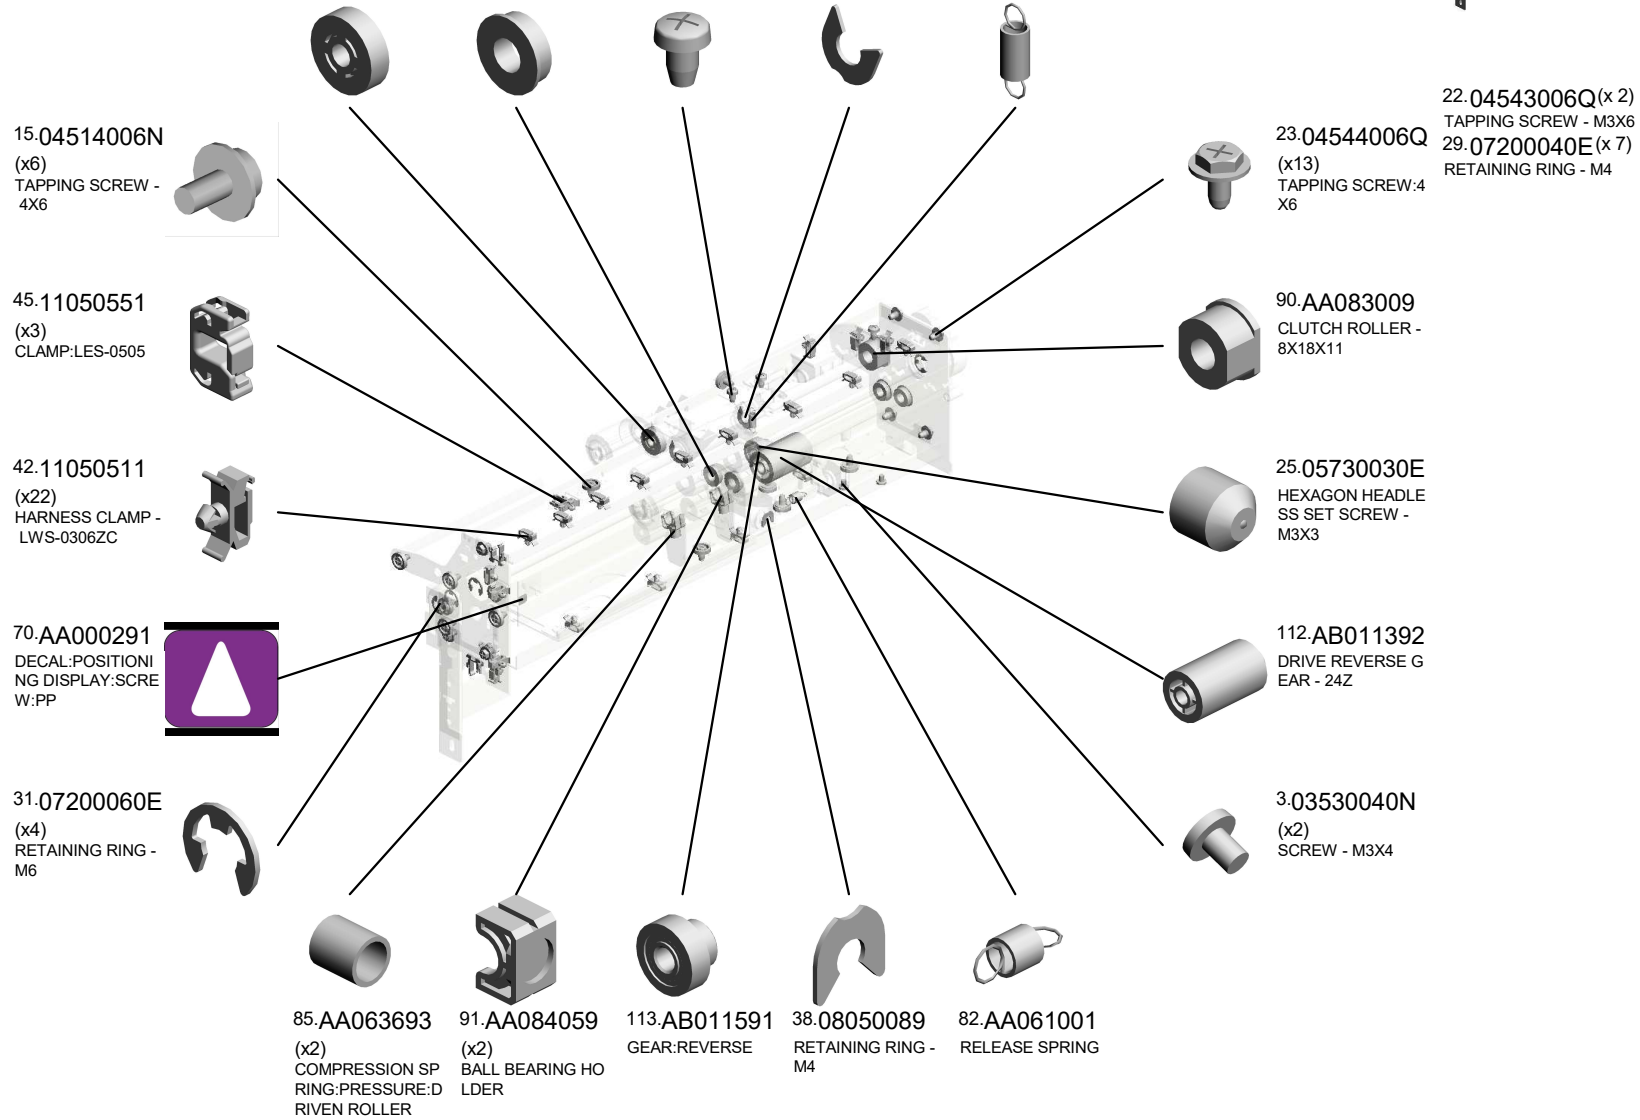 15.04514006N
(x6)
TAPPING SCREW -
4X6
45.11050551
(x3)
CLAMP:LES-0505
42.11050511
(x22)
HARNESS CLAMP -
LWS-0306ZC
70.AA000291
DECAL:POSITIONI
NG DISPLAY:SCRE
W:PP
31.07200060E
(x4)
RETAINING RING -
M6
85.AA063693
(x2)
COMPRESSION SP
RING:PRESSURE:D
RIVEN ROLLER
91.AA084059
(x2)
BALL BEARING HO
LDER
113.AB011591
GEAR:REVERSE
38.08050089
RETAINING RING -
M4
82.AA061001
RELEASE SPRING
23.04544006Q
(x13)
TAPPING SCREW:4
X6
90.AA083009
CLUTCH ROLLER -
8X18X11
25.05730030E
HEXAGON HEADLE
SS SET SCREW -
M3X3
112.AB011392
DRIVE REVERSE G
EAR - 24Z
3.03530040N
(x2)
SCREW - M3X4
22.04543006Q(x 2)
TAPPING SCREW - M3X6
29.07200040E(x 7)
RETAINING RING - M4